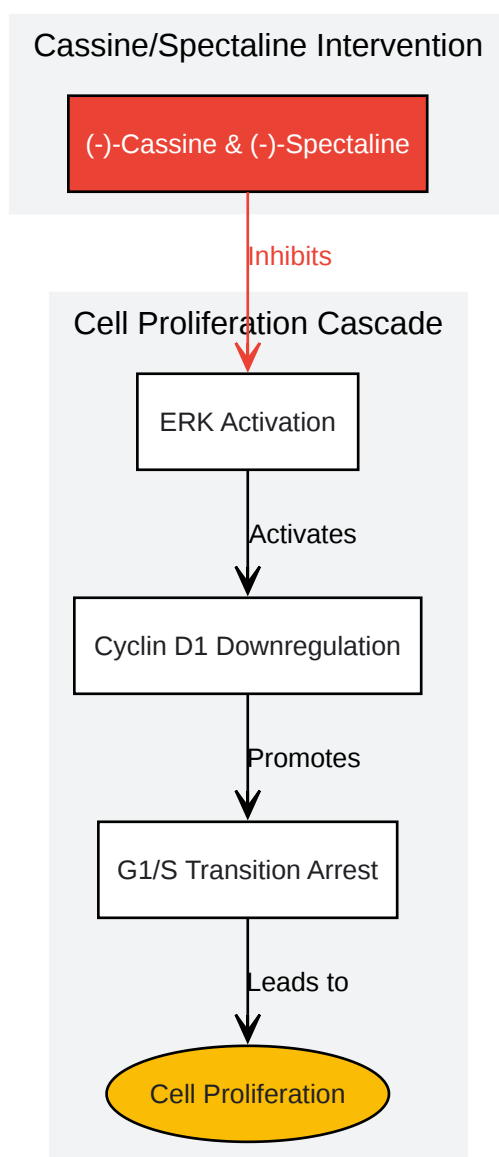 Cassine/Spectaline Intervention
(-)-Cassine & (-)-Spectaline
Inhibits
Cell Proliferation Cascade
ERK Activation
Activates
Cyclin D1 Downregulation
Promotes
G1/S Transition Arrest
Leads to
Cell Proliferation